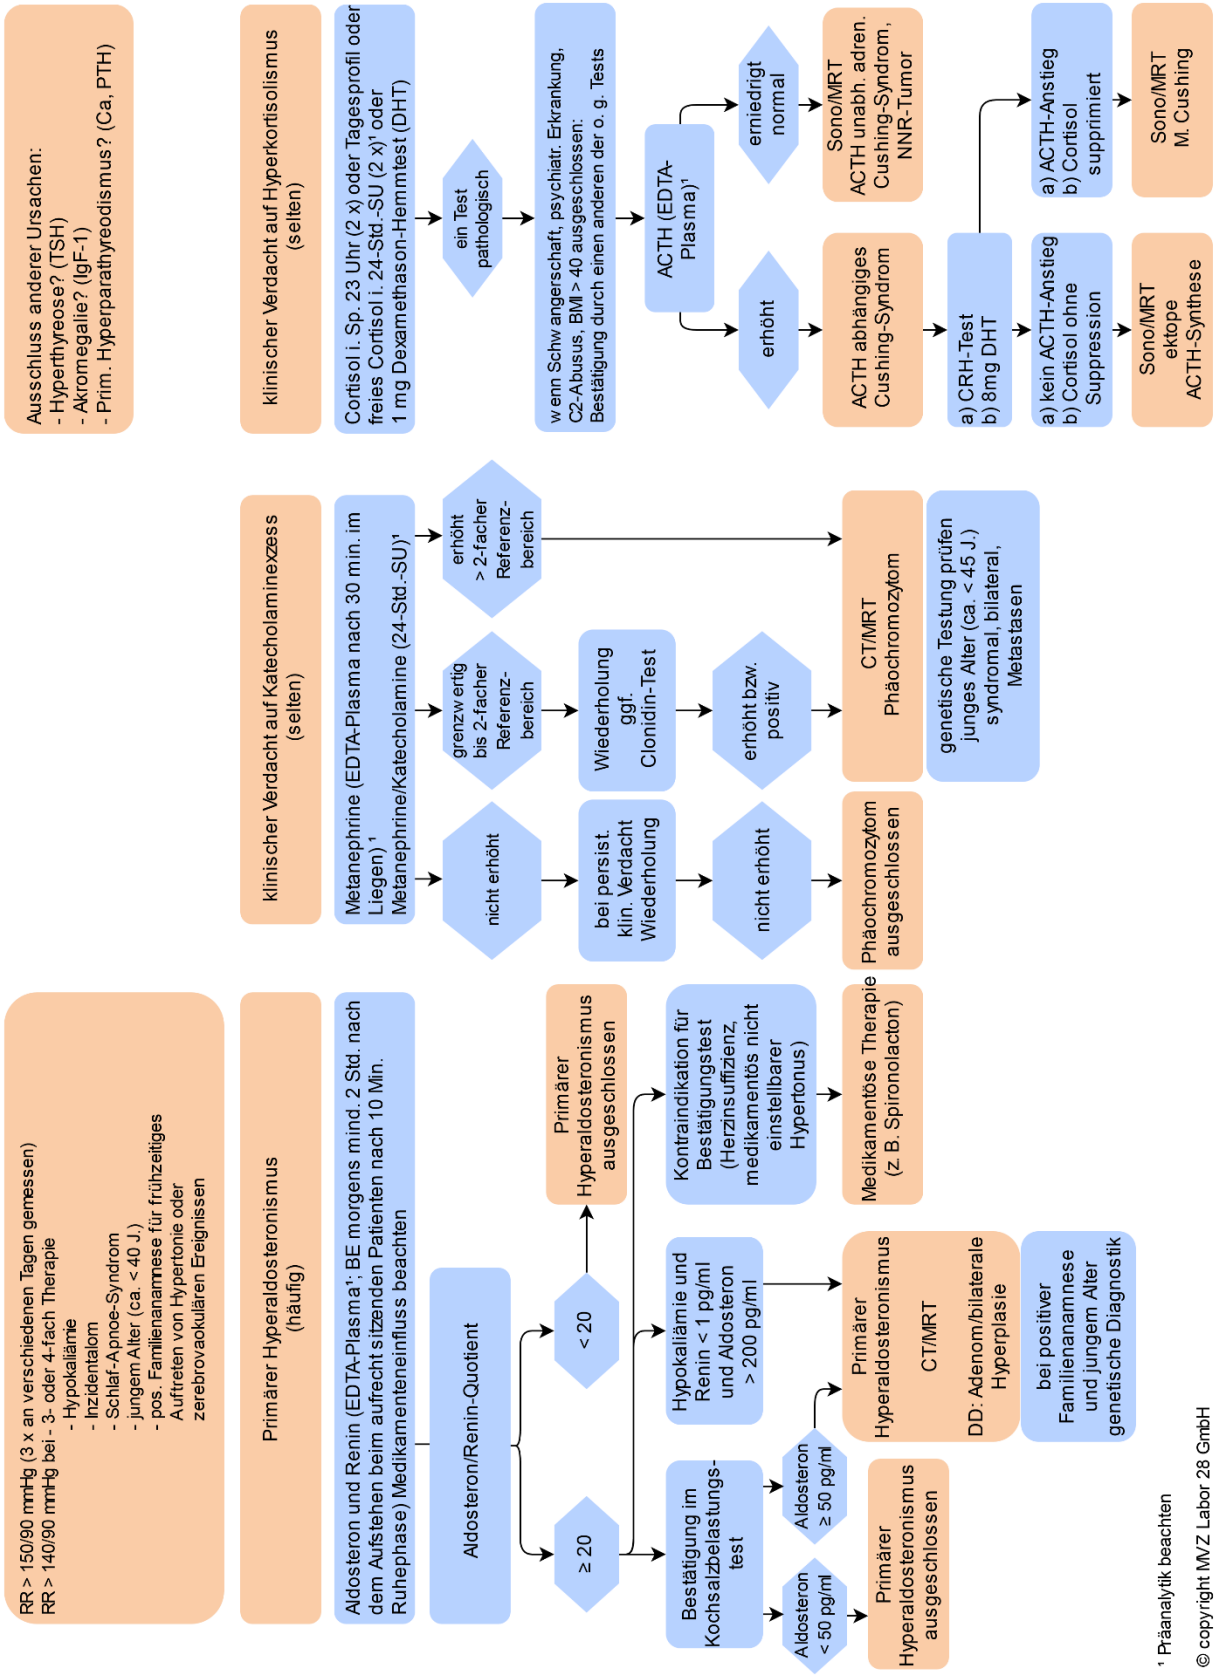 RR > 150/90 mmHg (3 x an verschiedenen Tagen gemessen)
RR > 140/90 mmHg bei - 3- oder 4-fach Therapie
- Hypokaliämie
- Inzidentalom
- Schlaf-Apnoe-Syndrom
- jungem Alter (ca. < 40 J.)
- pos. Familienanamnese für frühzeitiges
Auftreten von Hypertonie oder
zerebrovaokulären Ereignissen
Ausschluss anderer Ursachen:
- Hyperthyreose? (TSH)
- Akromegalie? (IgF-1)
- Prim. Hyperparathyreodismus? (Ca, PTH)
Primärer Hyperaldosteronismus
(häufig)
Aldosteron und Renin (EDTA-Plasma¹; BE morgens mind. 2 Std. nach
dem Aufstehen beim aufrecht sitzenden Patienten nach 10 Min.
Ruhephase) Medikamenteneinfluss beachten
Aldosteron/Renin-Quotient
≥ 20
< 20
Primärer
Hyperaldosteronismus
ausgeschlossen
Bestätigung im
Kochsalzbelastungs-
test
Hypokaliämie und
Renin < 1 pg/ml
und Aldosteron
> 200 pg/ml
Kontraindikation für
Bestätigungstest
(Herzinsuffizienz,
medikamentös nicht
einstellbarer
Hypertonus)
Aldosteron
< 50 pg/ml
Aldosteron
≥ 50 pg/ml
Primärer
Hyperaldosteronismus
ausgeschlossen
Primärer
Hyperaldosteronismus
CT/MRT
DD: Adenom/bilaterale
Hyperplasie
Medikamentöse Therapie
(z. B. Spironolacton)
bei positiver
Familienanamnese
und jungem Alter
genetische Diagnostik
klinischer Verdacht auf Katecholaminexzess
(selten)
Metanephrine (EDTA-Plasma nach 30 min. im
Liegen) ¹
Metanephrine/Katecholamine (24-Std.-SU)¹
nicht erhöht
grenzwertig
bis 2-facher
Referenz-
bereich
erhöht
> 2-facher
Referenz-
bereich
bei persist.
klin. Verdacht
Wiederholung
Wiederholung
ggf.
Clonidin-Test
nicht erhöht
erhöht bzw.
positiv
Phäochromozytom
ausgeschlossen
CT/MRT
Phäochromozytom
genetische Testung prüfen
junges Alter (ca. < 45 J.)
syndromal, bilateral,
Metastasen
klinischer Verdacht auf Hyperkortisolismus
(selten)
Cortisol i. Sp. 23 Uhr (2 x) oder Tagesprofil oder
freies Cortisol i. 24-Std.-SU (2 x)¹ oder
1 mg Dexamethason-Hemmtest (DHT)
ein Test
pathologisch
wenn Schwangerschaft, psychiatr. Erkrankung,
C2-Abusus, BMI > 40 ausgeschlossen:
Bestätigung durch einen anderen der o. g. Tests
ACTH (EDTA-
Plasma)¹
erhöht
erniedrigt
normal
ACTH abhängiges
Cushing-Syndrom
Sono/MRT
ACTH unabh. adren.
Cushing-Syndrom,
NNR-Tumor
a) CRH-Test
b) 8mg DHT
a) kein ACTH-Anstieg
b) Cortisol ohne
Suppression
a) ACTH-Anstieg
b) Cortisol
supprimiert
Sono/MRT
ektope
ACTH-Synthese
Sono/MRT
M. Cushing
¹ Präanalytik beachten
© copyright MVZ Labor 28 GmbH